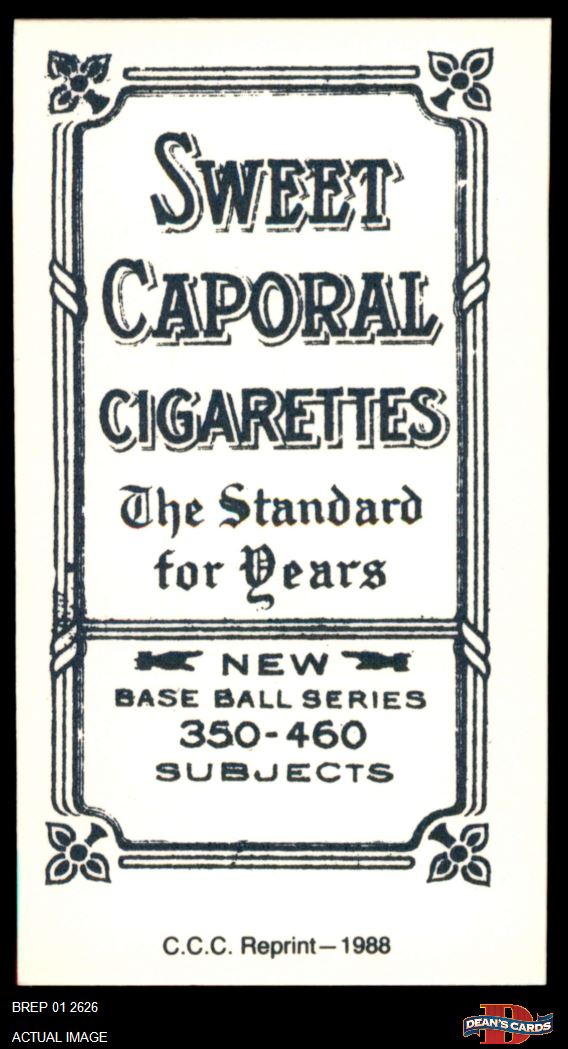 SWEET
CAPORAL
CIGARETTES
The Standard
for Years
NEW
BASE BALL SERIES
350-460
SUBJECTS
C.C.C. Reprint—1988
BREP 01 2626
ACTUAL IMAGE
D
DEAN'S CARDS